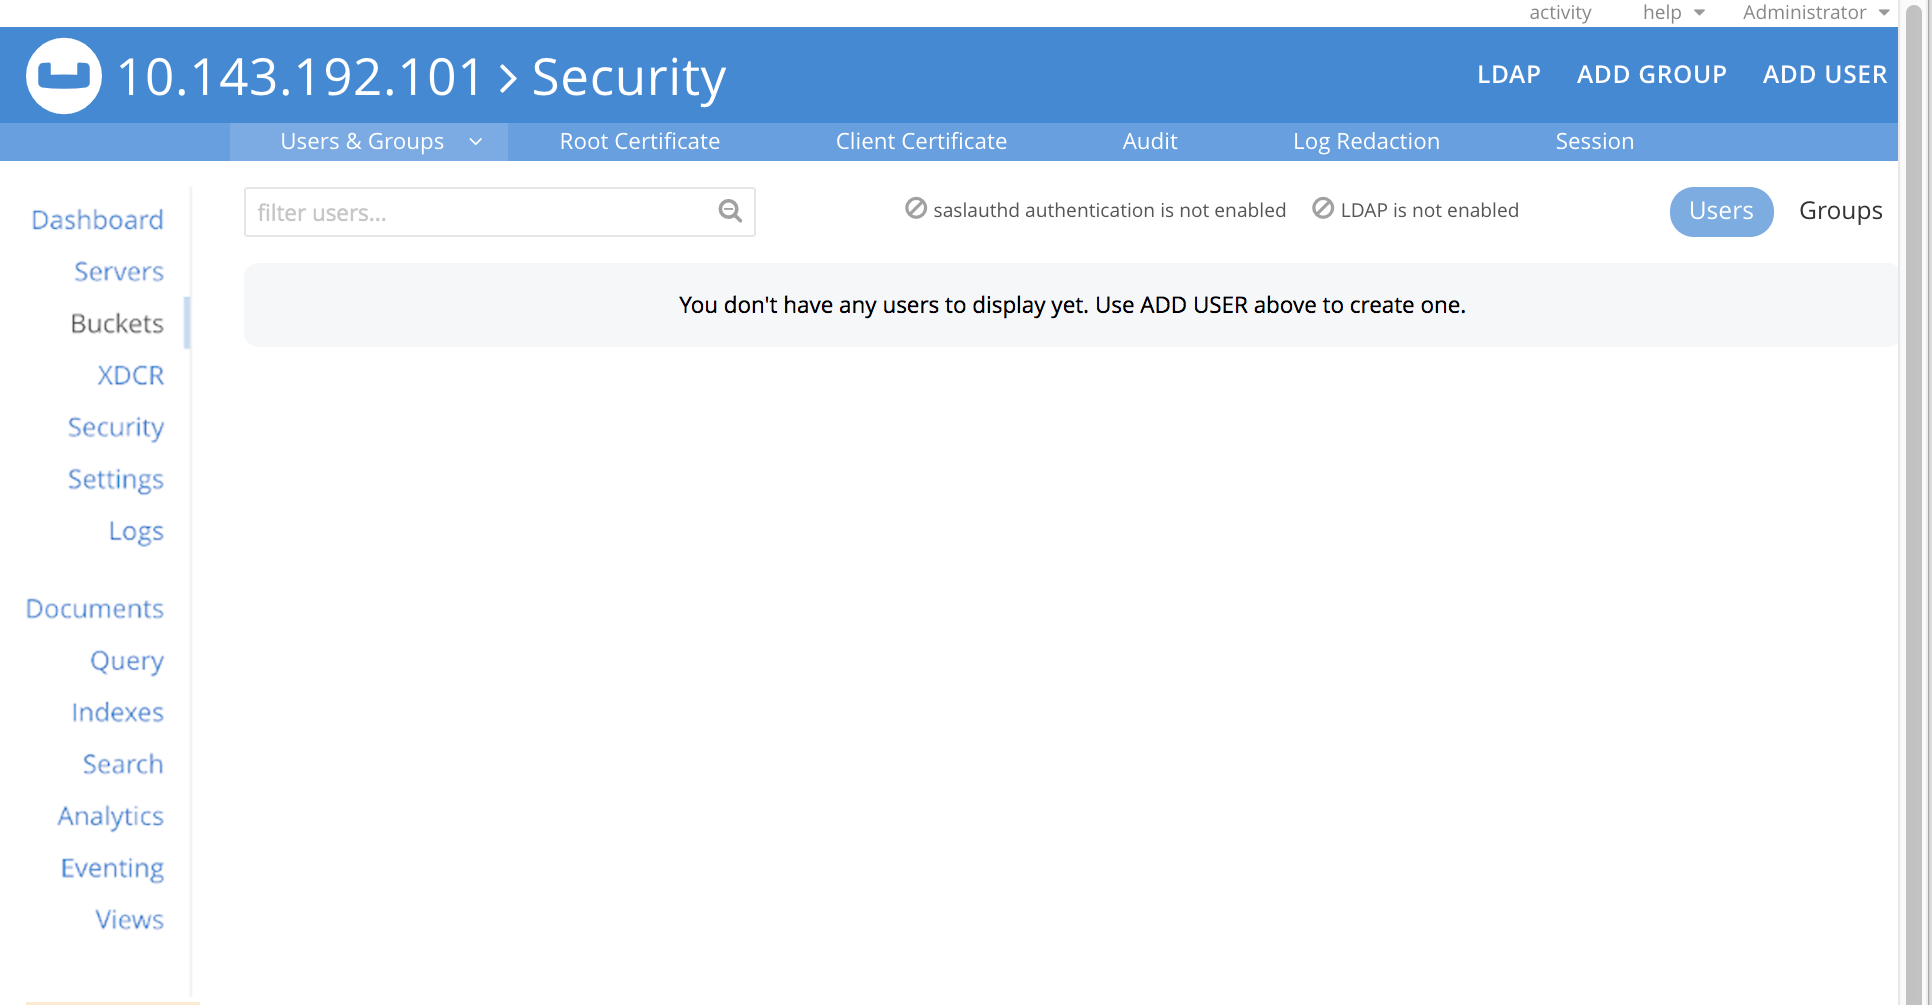 activity help Administrator
10.143.192.101 > Security LDAP ADD GROUP ADD USER
Users & Groups Root Certificate Client Certificate Audit Log Redaction Session
filter users... saslauthd authentication is not enabled LDAP is not enabled Users Groups
You don't have any users to display yet. Use ADD USER above to create one.
Dashboard
Servers
Buckets
XDCR
Security
Settings
Logs
Documents
Query
Indexes
Search
Analytics
Eventing
Views